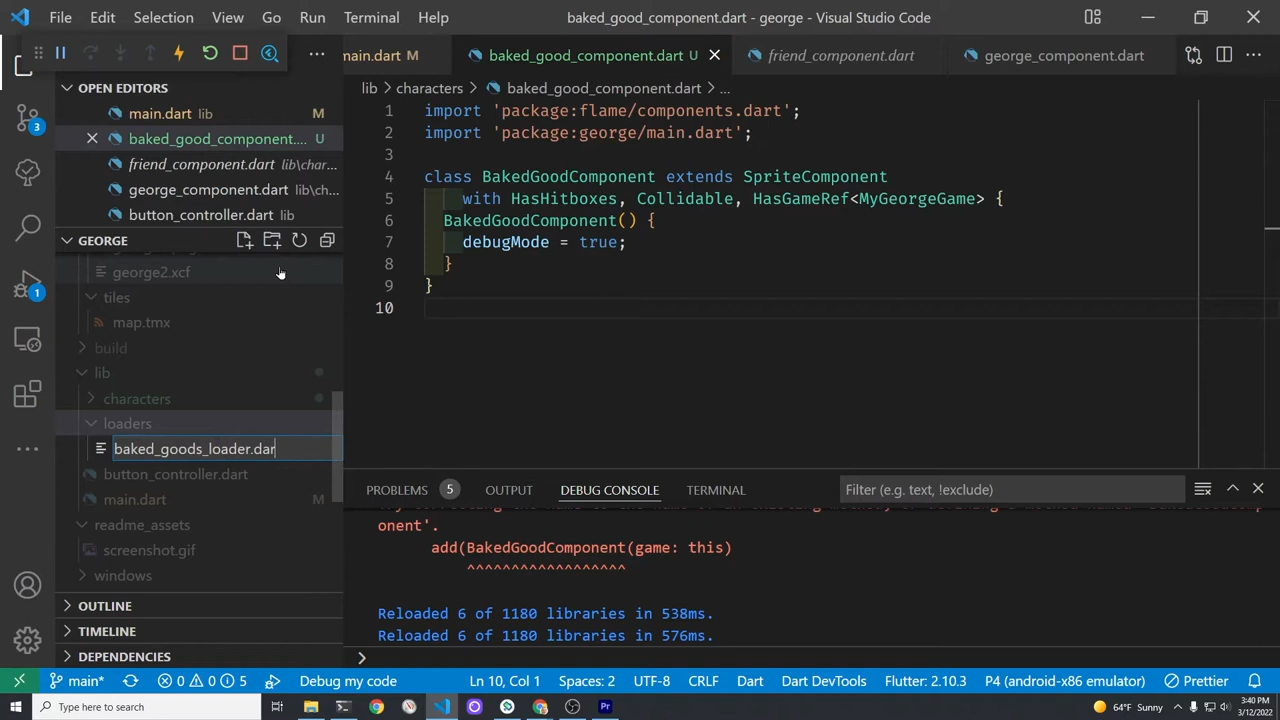 File Edit Selection View Go Run Terminal Help
baked_good_component.dart - george - Visual Studio Code
main.dart M
baked_good_component.dart U
friend_component.dart
george_component.dart
OPEN EDITORS
main.dart lib M
baked_good_component.... U
friend_component.dart lib\char...
george_component.dart lib\ch...
button_controller.dart lib
GEORGE
george2.xcf
tiles
map.tmx
build
lib
characters
loaders
baked_goods_loader.dar
button_controller.dart
main.dart M
readme_assets
screenshot.gif
windows
OUTLINE
TIMELINE
DEPENDENCIES
3
1
lib > characters > baked_good_component.dart > ...
1 import 'package:flame/components.dart';
2 import 'package:george/main.dart';
3
4 class BakedGoodComponent extends SpriteComponent
5 with HasHitboxes, Collidable, HasGameRef<MyGeorgeGame> {
6 BakedGoodComponent() {
7 debugMode = true;
8 }
9 }
10
PROBLEMS 5 OUTPUT DEBUG CONSOLE TERMINAL
Filter (e.g. text, !exclude)
onent'.
add(BakedGoodComponent(game: this)
^^^^^^^^^^^^^^^^^^
Reloaded 6 of 1180 libraries in 538ms.
Reloaded 6 of 1180 libraries in 576ms.
main* 0 0 5 Debug my code Ln 10, Col 1 Spaces: 2 UTF-8 CRLF Dart Dart DevTools Flutter: 2.10.3 P4 (android-x86 emulator) Prettier
Type here to search
64°F Sunny
3:40 PM
3/12/2022